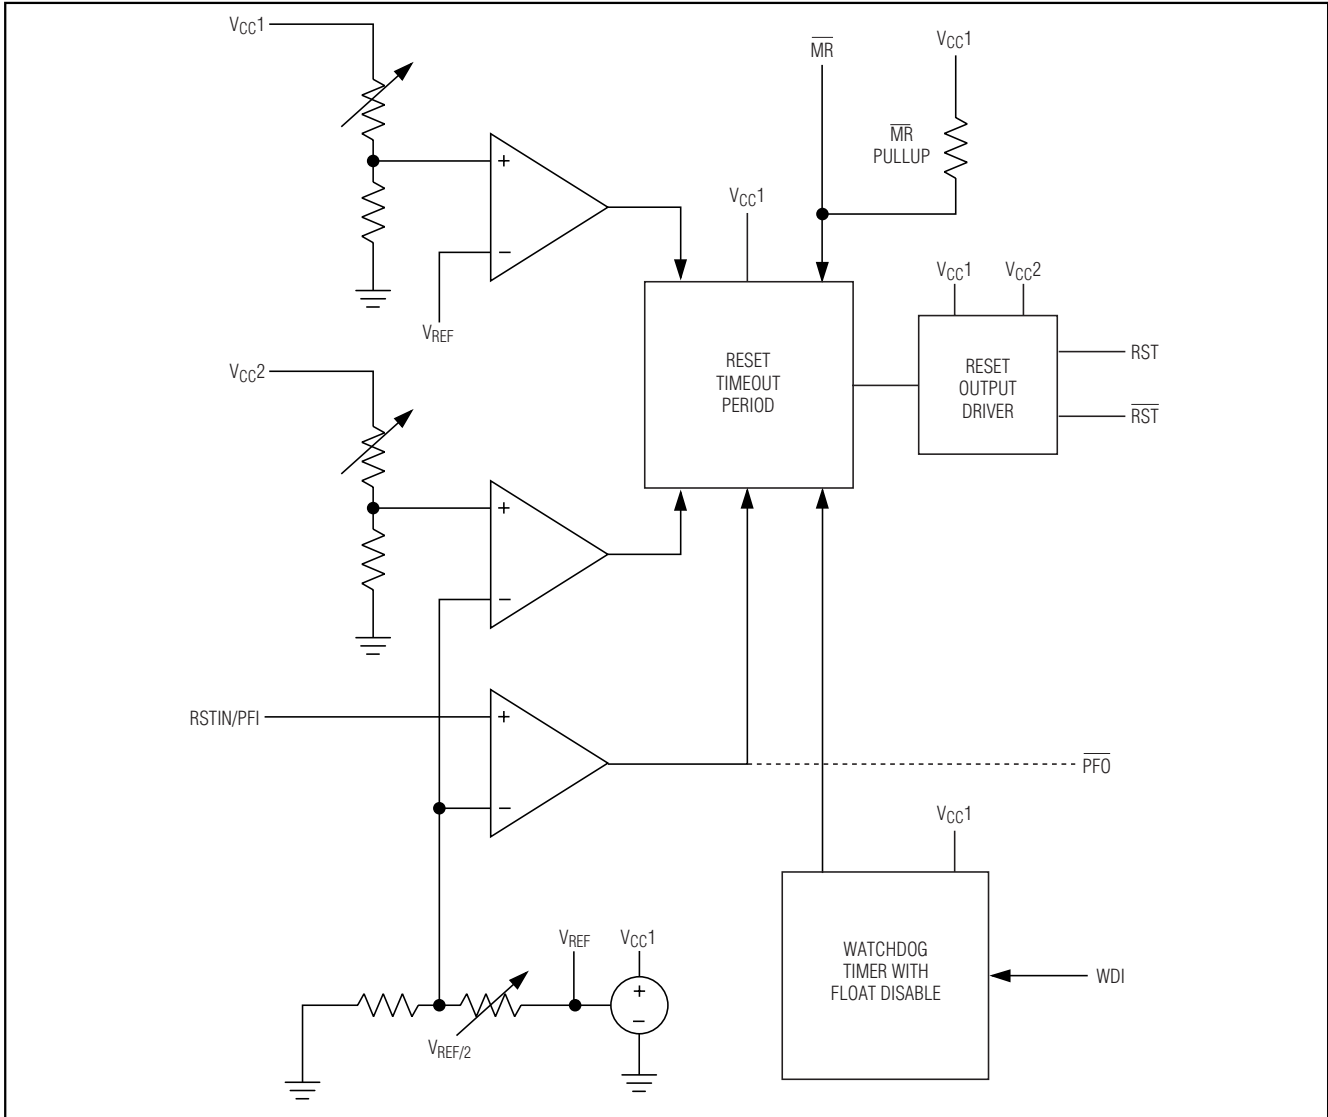 VCC1
MR
VCC1
MR
PULLUP
+
−
VREF
VCC1
RESET
TIMEOUT
PERIOD
VCC1
VCC2
RESET
OUTPUT
DRIVER
RST
RST
VCC2
+
−
RSTIN/PFI
+
−
PFO
VCC1
WATCHDOG
TIMER WITH
FLOAT DISABLE
WDI
VREF
VCC1
+
−
VREF/2